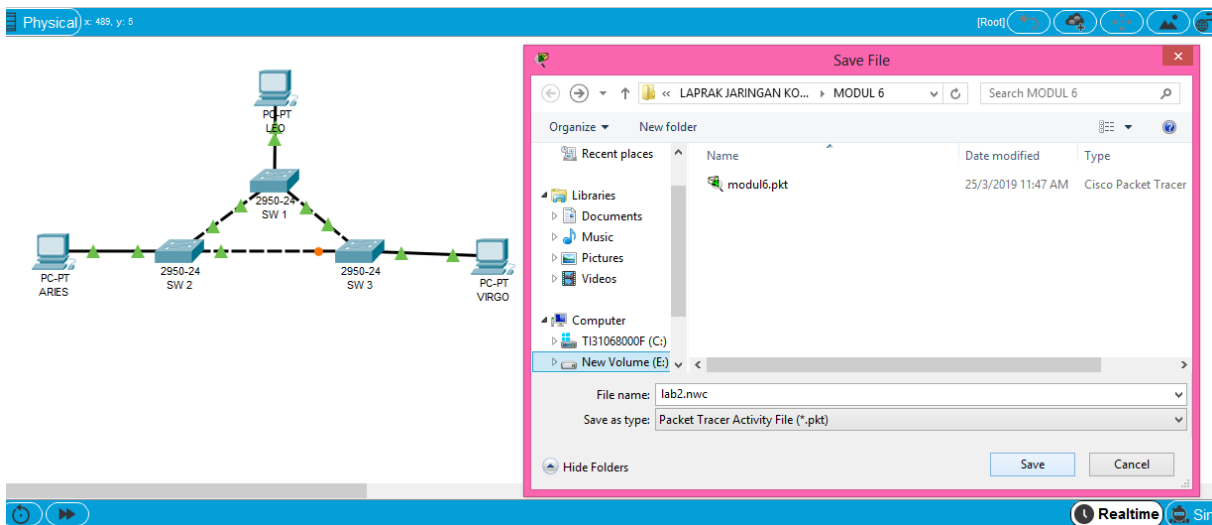 Physical x: 489, y: 5 [Root]
PC-PT
LEO
2950-24
SW 1
PC-PT
ARIES
2950-24
SW 2
2950-24
SW 3
PC-PT
VIRGO
Save File
« LAPRAK JARINGAN KO... MODUL 6 Search MODUL 6
Organize New folder
Recent places
Libraries
Documents
Music
Pictures
Videos
Computer
TI31068000F (C:)
New Volume (E:)
Name Date modified Type
modul6.pkt 25/3/2019 11:47 AM Cisco Packet Tracer
File name: lab2.nwc
Save as type: Packet Tracer Activity File (*.pkt)
Hide Folders Save Cancel
Realtime Sin